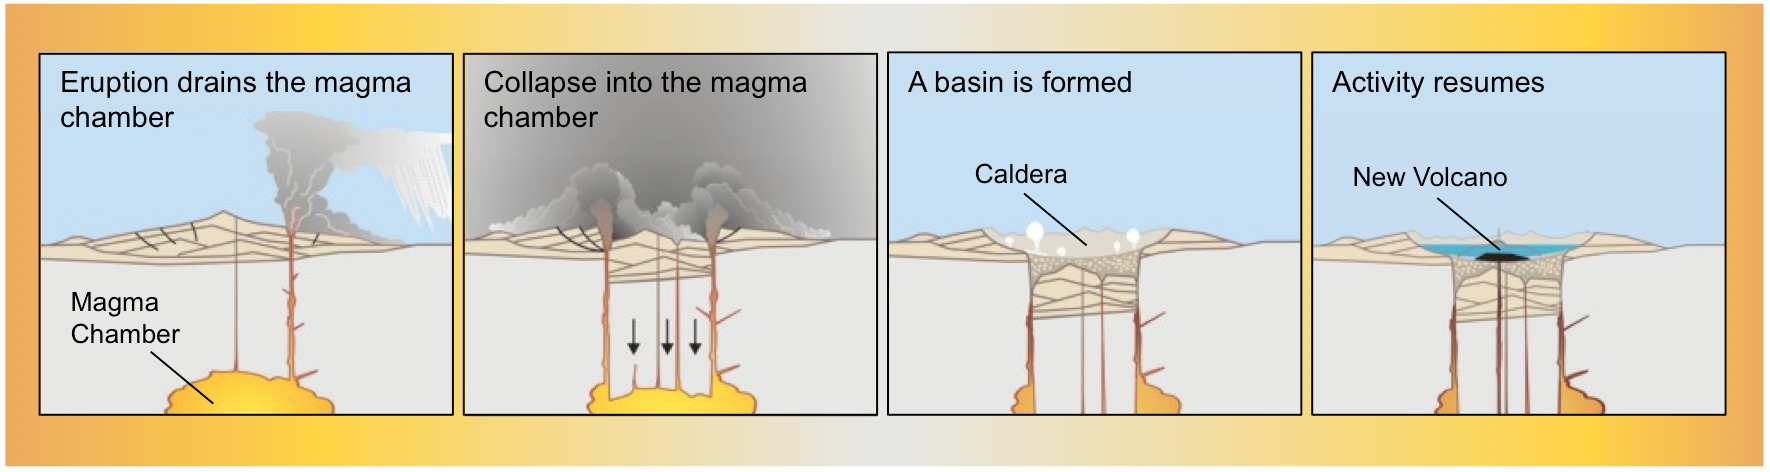 Eruption drains the magma
chamber
Magma
Chamber
Collapse into the magma
chamber
A basin is formed
Caldera
Activity resumes
New Volcano